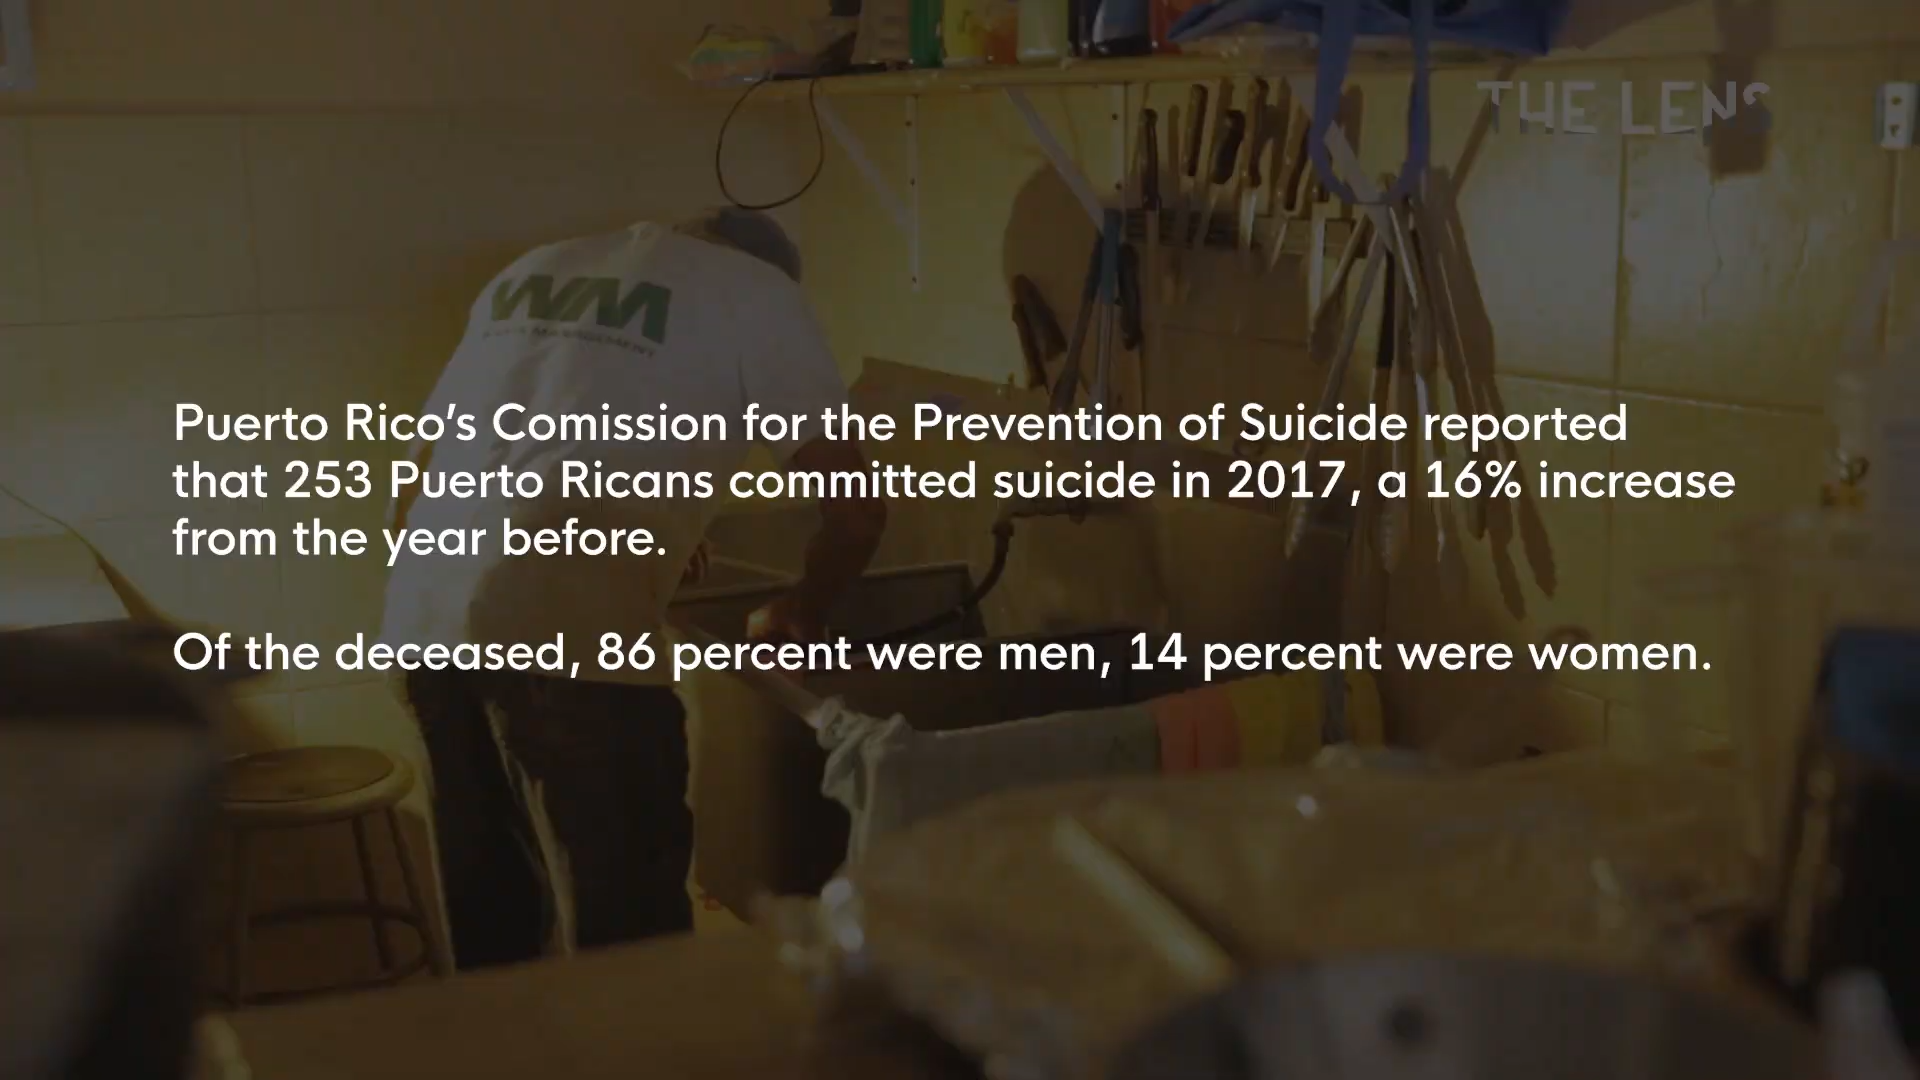 THE LENS
WM
Puerto Rico’s Comission for the Prevention of Suicide reported
that 253 Puerto Ricans committed suicide in 2017, a 16% increase
from the year before.
Of the deceased, 86 percent were men, 14 percent were women.